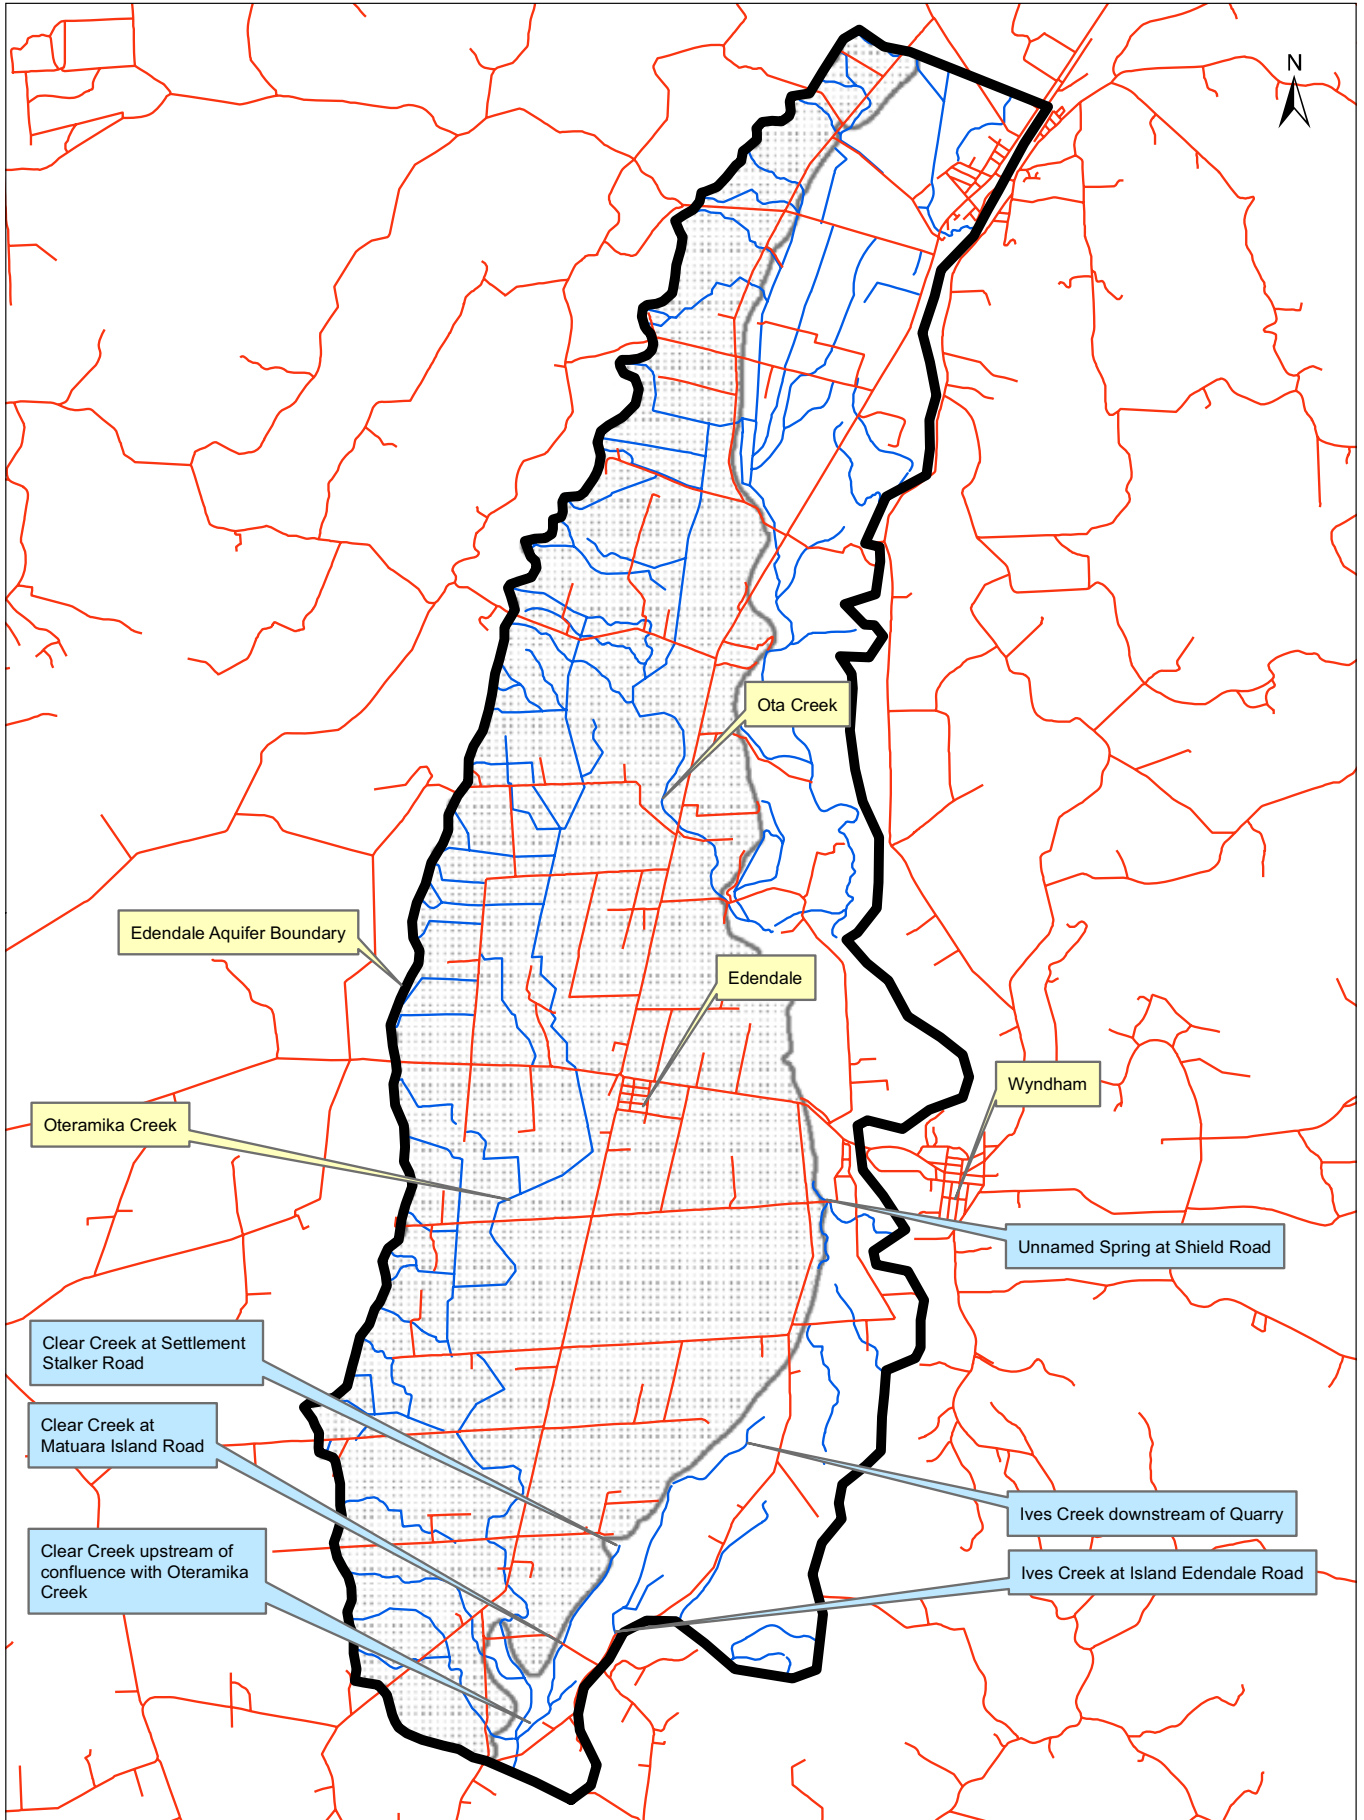 N
Ota Creek
Edendale Aquifer Boundary
Edendale
Wyndham
Oteramika Creek
Unnamed Spring at Shield Road
Clear Creek at Settlement
Stalker Road
Clear Creek at
Matuara Island Road
Ives Creek downstream of Quarry
Clear Creek upstream of
confluence with Oteramika
Creek
Ives Creek at Island Edendale Road